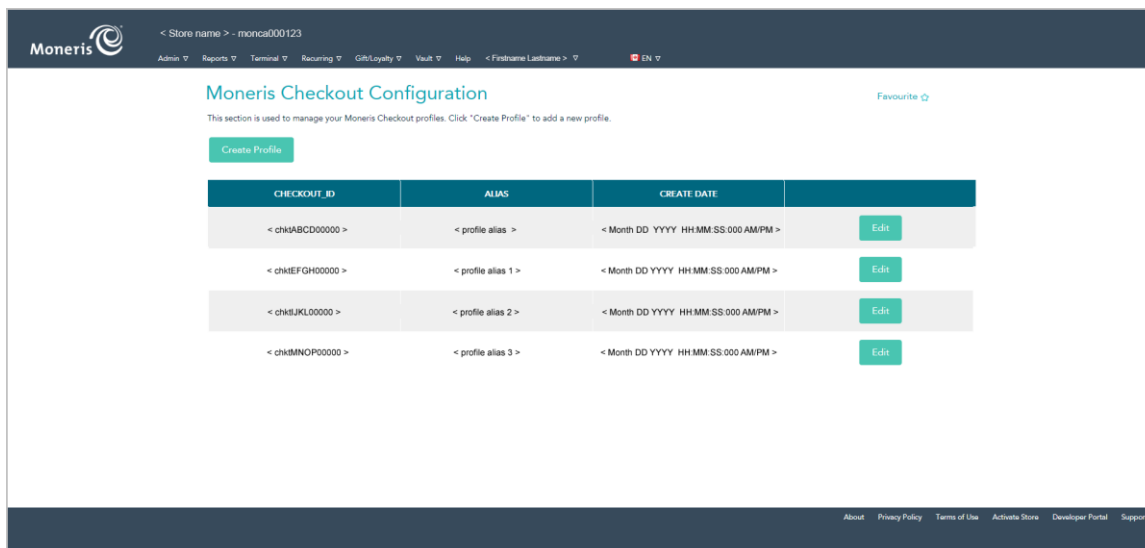 Moneris
< Store name > - monca000123
Admin Reports Terminal Recurring Gift/Loyalty Vault Help < Firstname Lastname > EN
Moneris Checkout Configuration
Favourite
This section is used to manage your Moneris Checkout profiles. Click "Create Profile" to add a new profile.
Create Profile
CHECKOUT_ID ALIAS CREATE DATE
< chktABCD00000 > < profile alias > < Month DD YYYY HH:MM:SS:000 AM/PM > Edit
< chktEFGH00000 > < profile alias 1 > < Month DD YYYY HH:MM:SS:000 AM/PM > Edit
< chktIJKL00000 > < profile alias 2 > < Month DD YYYY HH:MM:SS:000 AM/PM > Edit
< chktMNOP00000 > < profile alias 3 > < Month DD YYYY HH:MM:SS:000 AM/PM > Edit
About Privacy Policy Terms of Use Activate Store Developer Portal Suppor